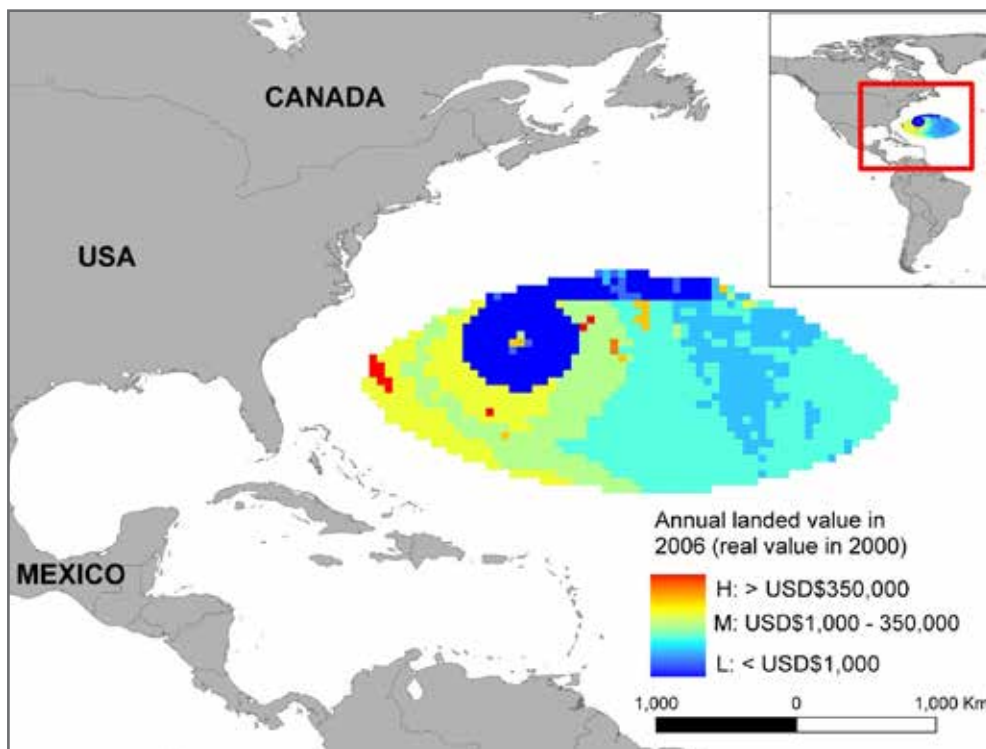 CANADA
USA
MEXICO
Annual landed value in
2006 (real value in 2000)
H: > USD$350,000
M: USD$1,000 - 350,000
L: < USD$1,000
1,000 0 1,000 Km